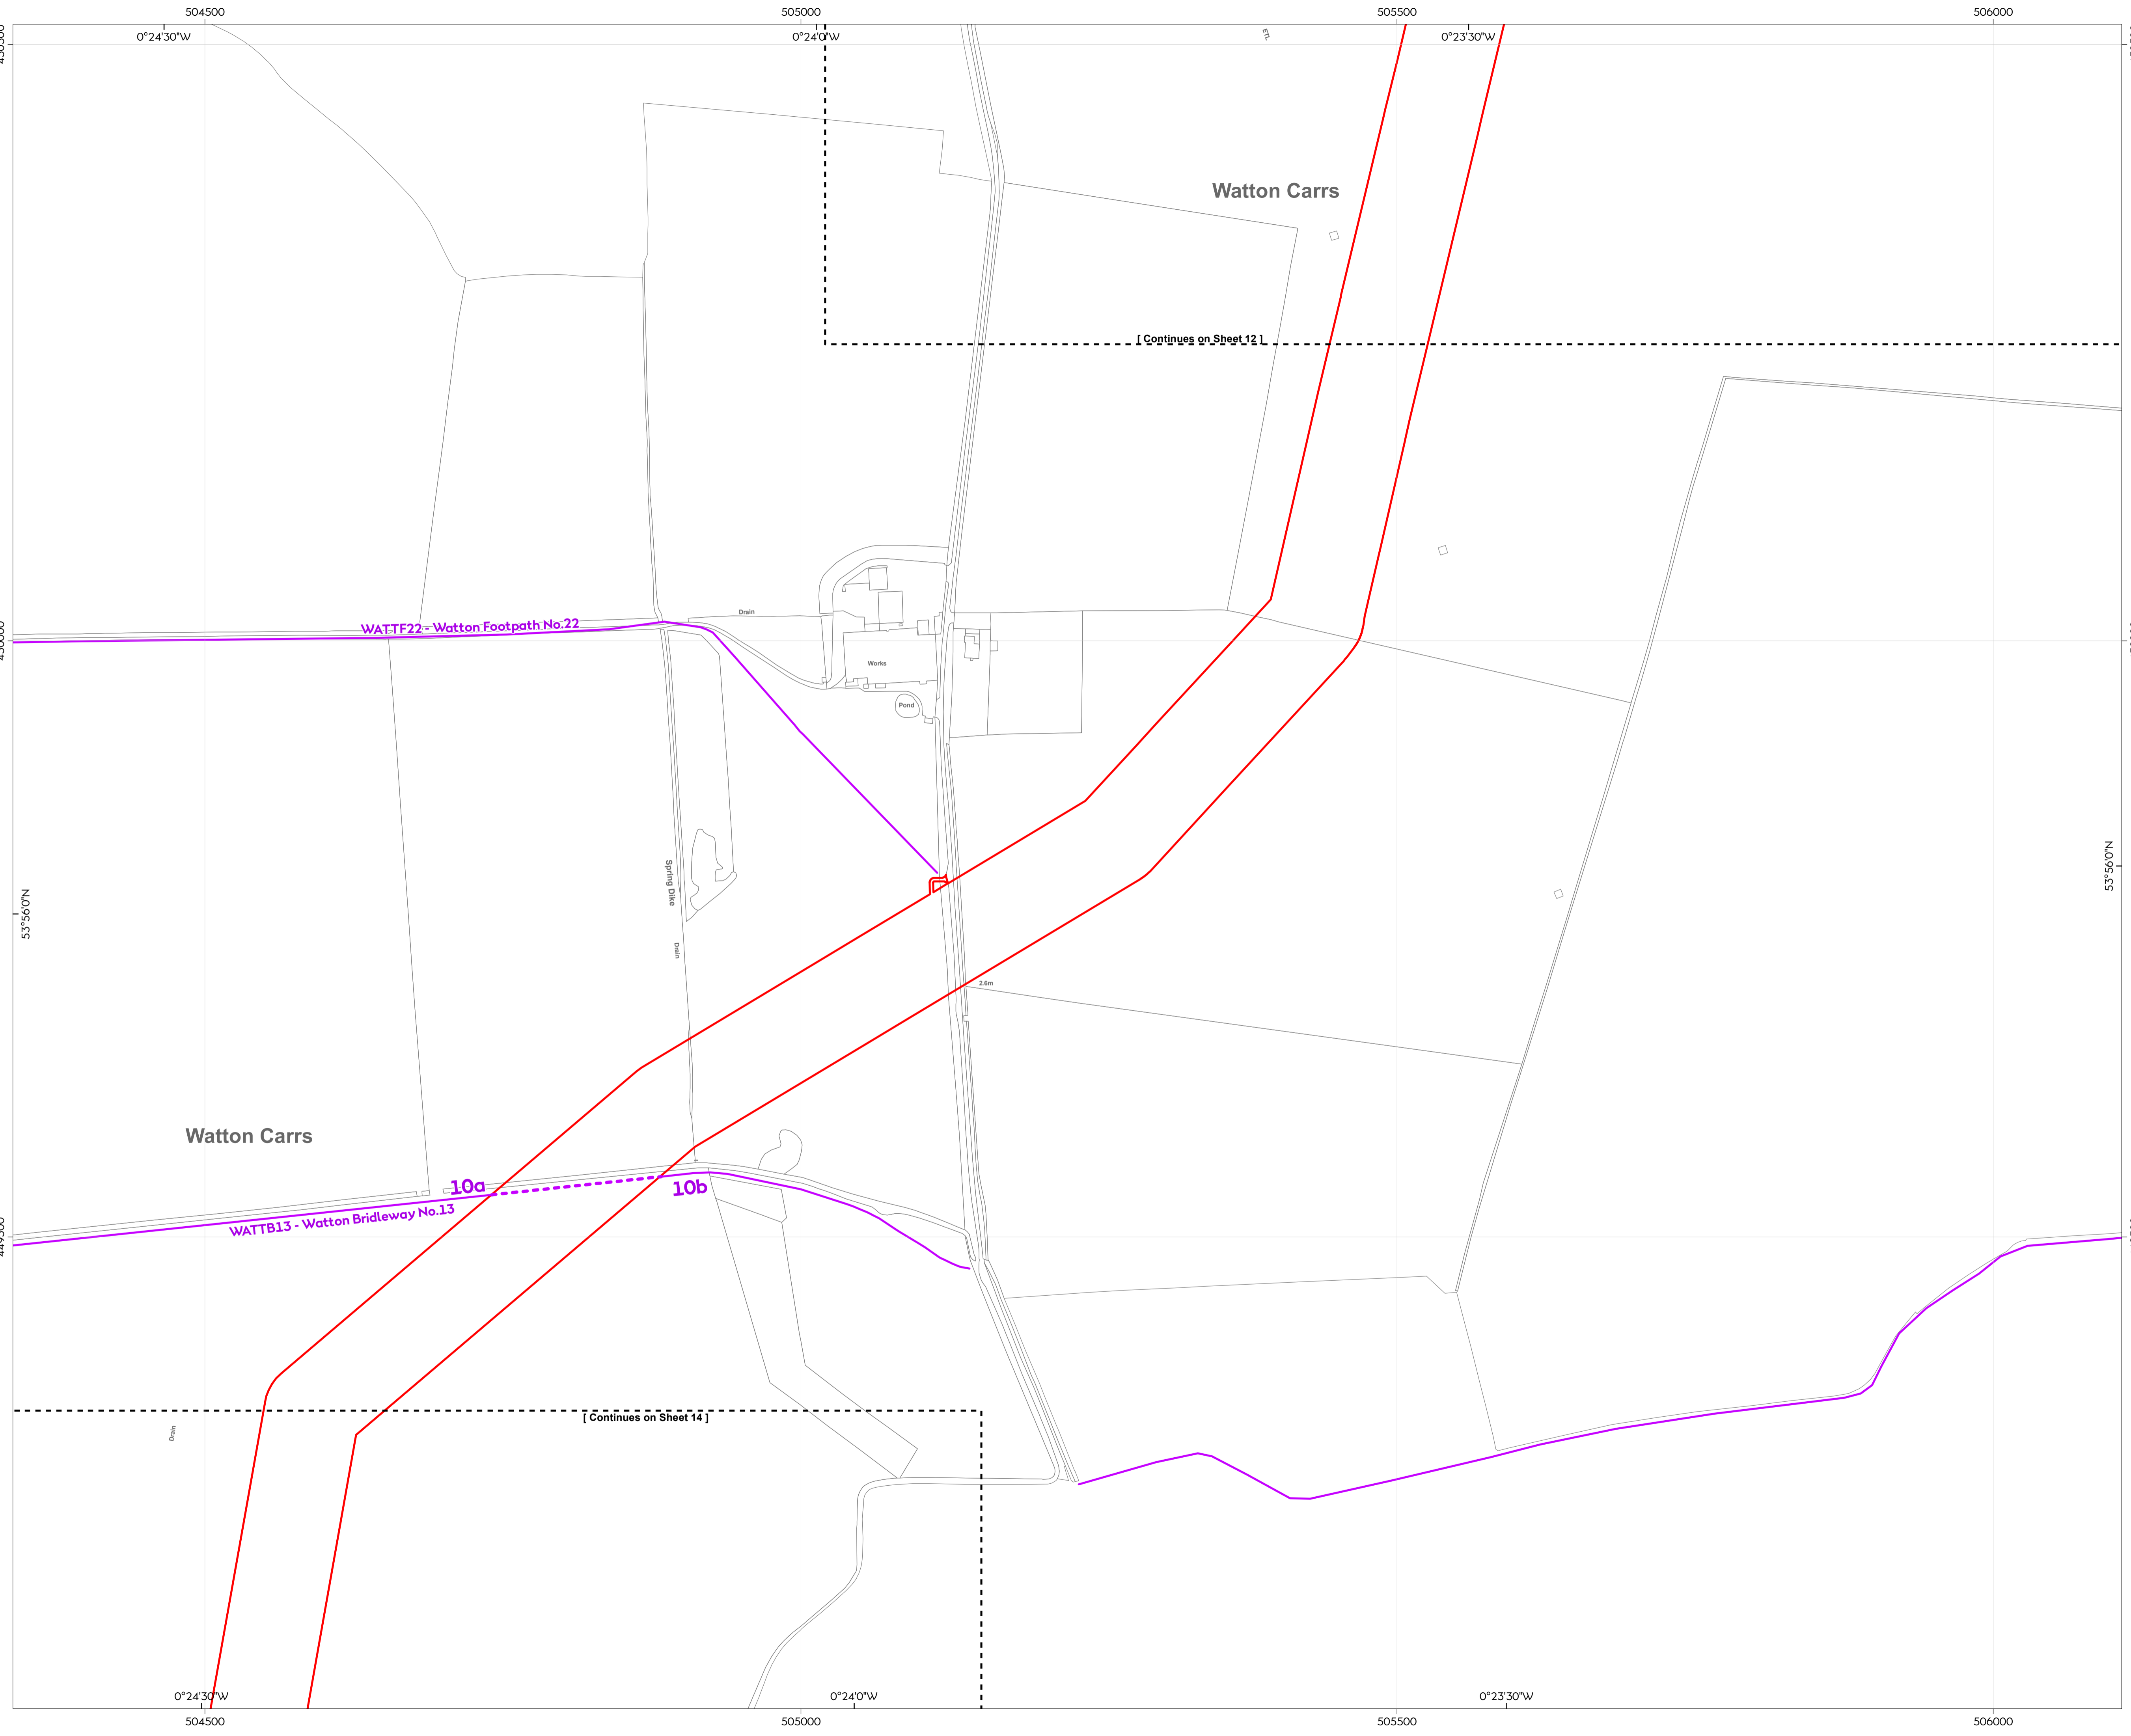 504500
505000
505500
506000
0°24'30"W
0°24'0"W
0°23'30"W
ETL
Watton Carrs
[ Continues on Sheet 12 ]
Drain
WATTF22 - Watton Footpath No.22
450000
Works
Pond
Spring Dike
53°56'0"N
53°56'0"N
Drain
2.6m
Watton Carrs
10a
10b
WATTB13 - Watton Bridleway No.13
[ Continues on Sheet 14 ]
Drain
0°24'30"W
0°24'0"W
0°23'30"W
504500
505000
505500
506000